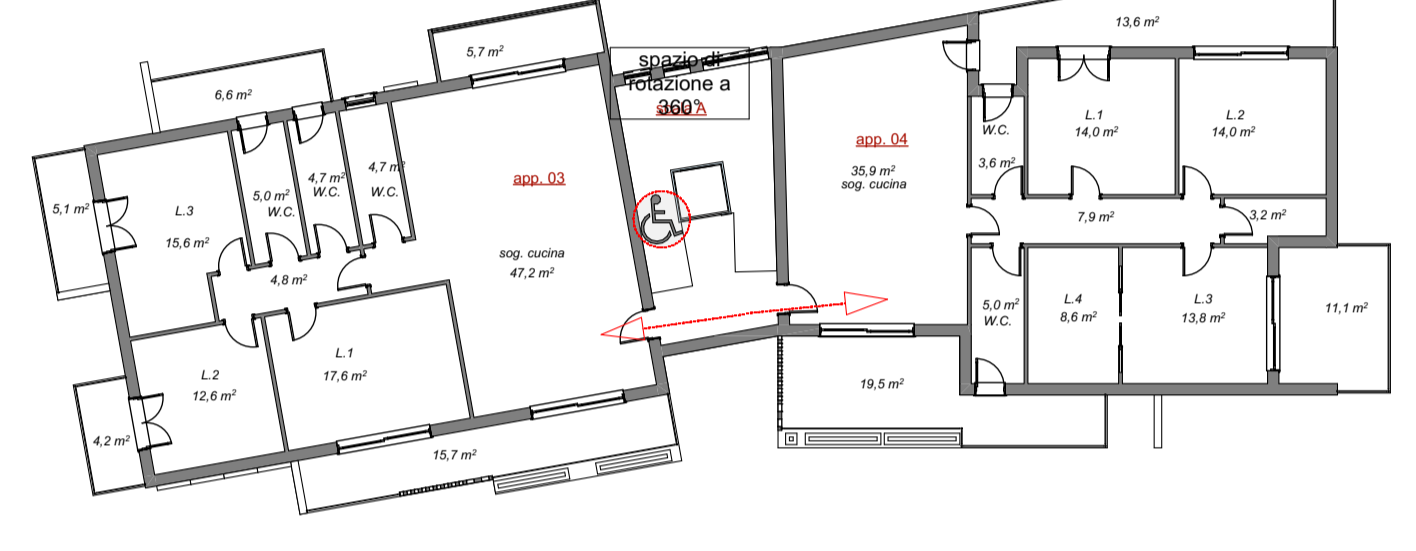 13,6 m²
5,7 m²
spazio di
rotazione a
360°
scala A
6,6 m²
L.1
14,0 m²
L.2
14,0 m²
W.C.
3,6 m²
app. 04
35,9 m²
sog. cucina
4,7 m²
W.C.
4,7 m²
W.C.
5,0 m²
W.C.
app. 03
5,1 m²
L.3
15,6 m²
7,9 m²
3,2 m²
sog. cucina
47,2 m²
4,8 m²
5,0 m²
W.C.
L.4
8,6 m²
L.3
13,8 m²
11,1 m²
L.1
17,6 m²
L.2
12,6 m²
19,5 m²
4,2 m²
15,7 m²